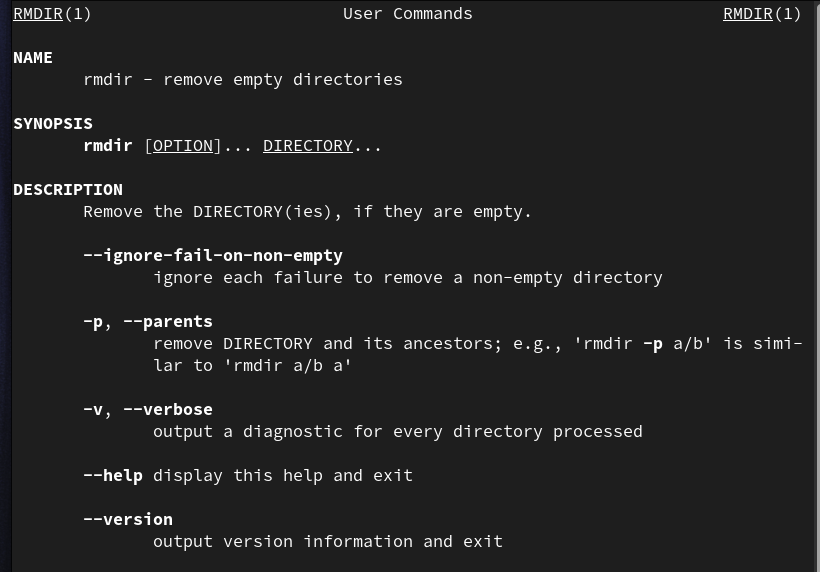 RMDIR(1) User Commands RMDIR(1)
NAME
rmdir - remove empty directories
SYNOPSIS
rmdir [OPTION]... DIRECTORY...
DESCRIPTION
Remove the DIRECTORY(ies), if they are empty.
--ignore-fail-on-non-empty
ignore each failure to remove a non-empty directory
-p, --parents
remove DIRECTORY and its ancestors; e.g., 'rmdir -p a/b' is simi-
lar to 'rmdir a/b a'
-v, --verbose
output a diagnostic for every directory processed
--help display this help and exit
--version
output version information and exit